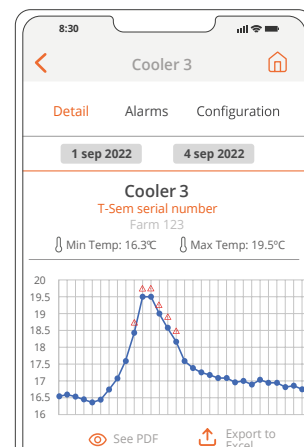 8:30
Cooler 3
Detail Alarms Configuration
1 sep 2022 4 sep 2022
Cooler 3
T-Sem serial number
Farm 123
Min Temp: 16.3ºC Max Temp: 19.5ºC
20
19.5
19
18.5
18
17.5
17
16.5
16
See PDF Export to
Excel